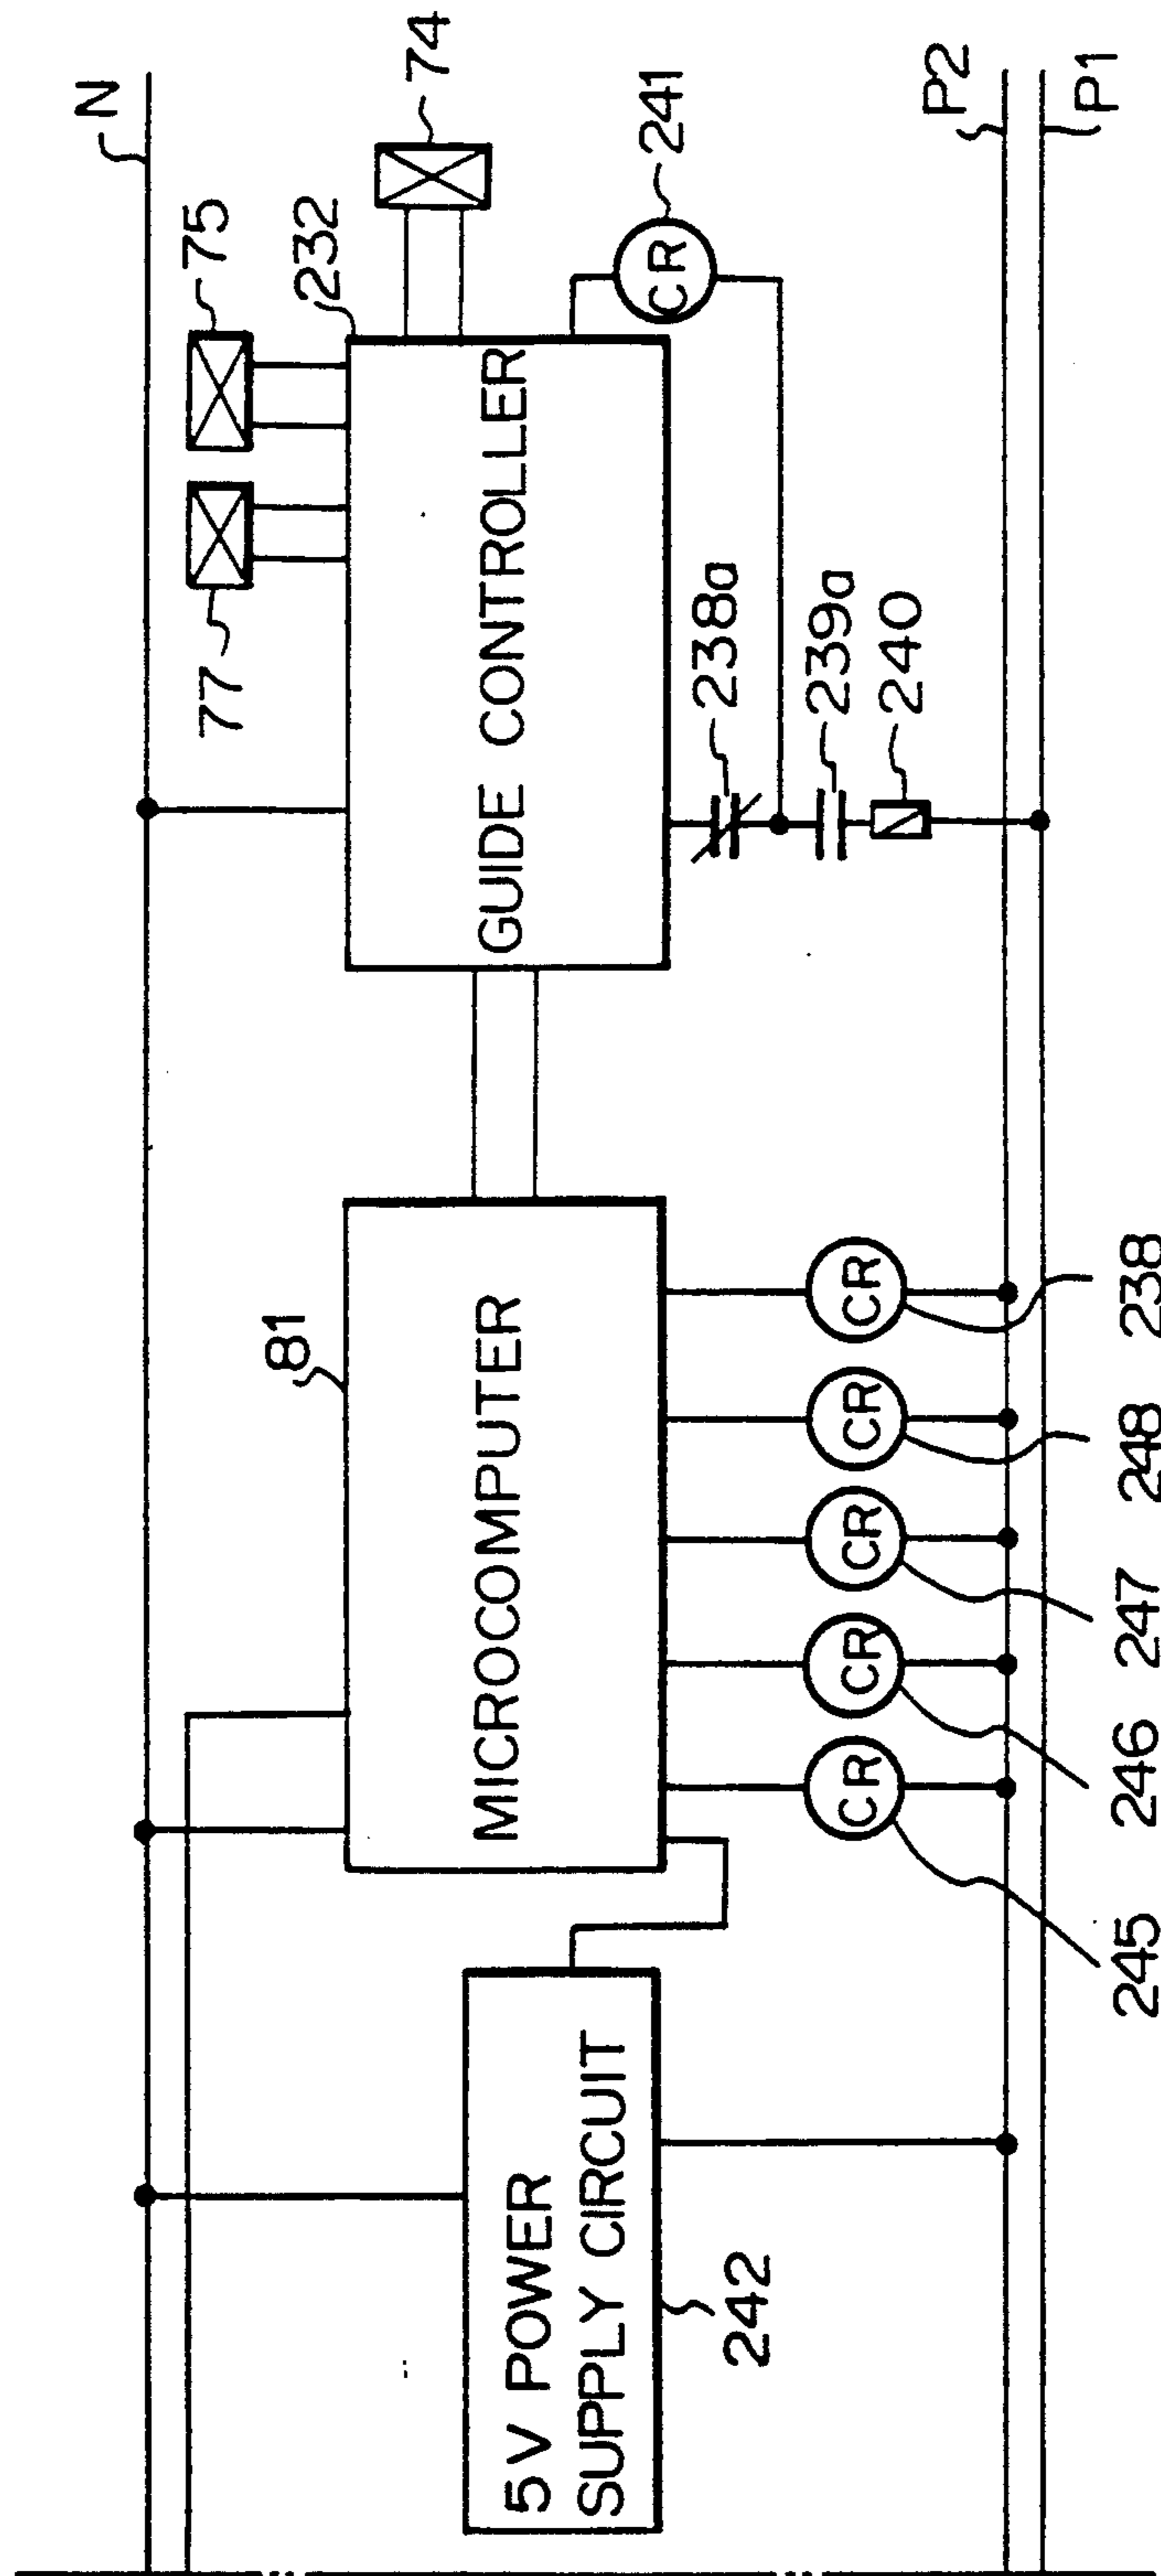 N
P2
P1
74
75
77
232
241
GUIDE CONTROLLER
238a
239a
240
81
MICROCOMPUTER
CR
CR
CR
CR
CR
CR
238
248
247
246
245
5V POWER
SUPPLY CIRCUIT
242